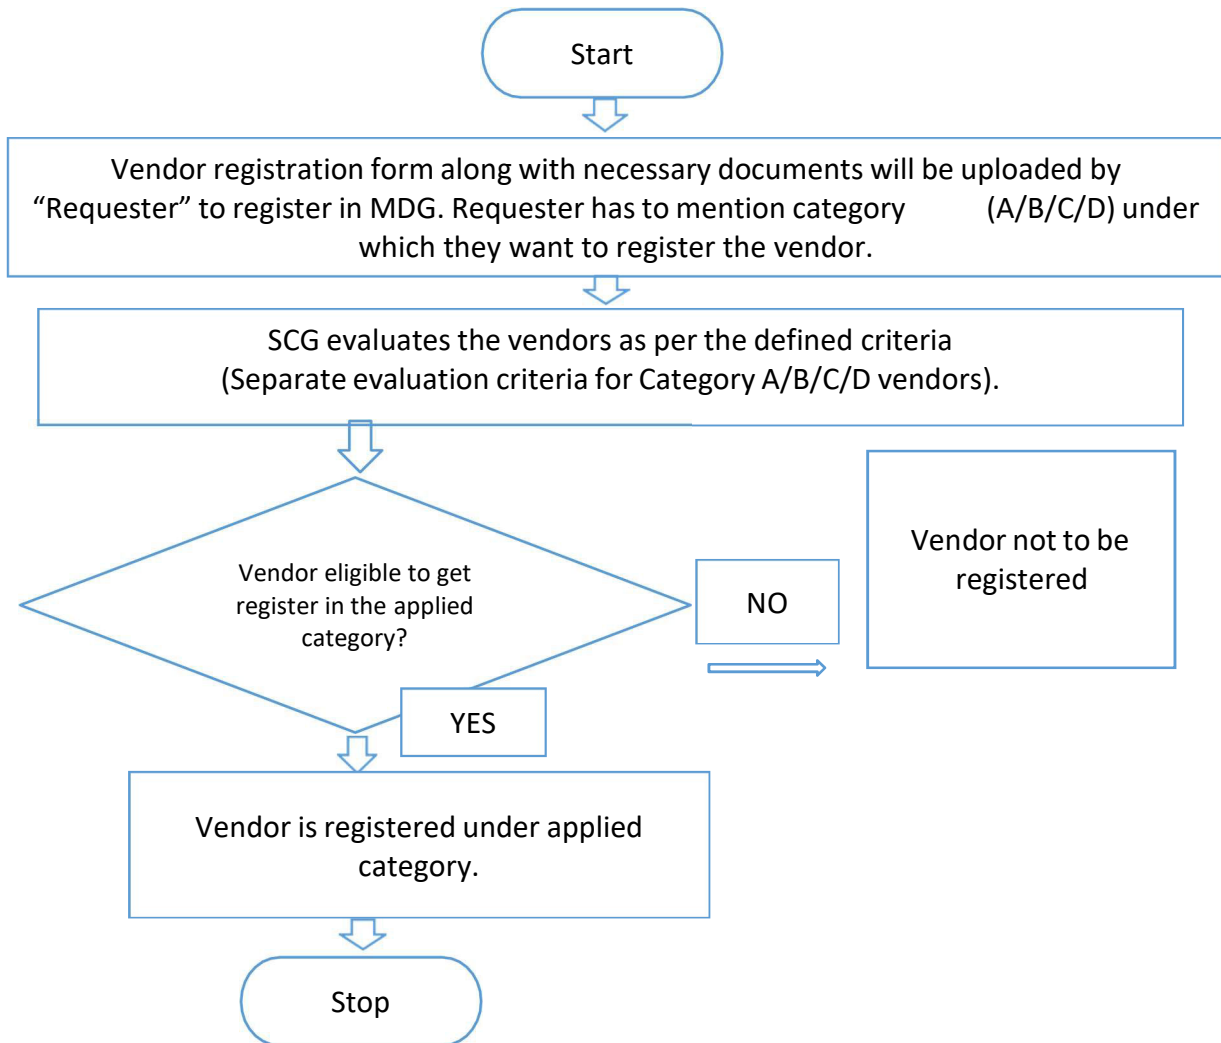 Start
Vendor registration form along with necessary documents will be uploaded by
“Requester” to register in MDG. Requester has to mention category (A/B/C/D) under
which they want to register the vendor.
SCG evaluates the vendors as per the defined criteria
(Separate evaluation criteria for Category A/B/C/D vendors).
Vendor eligible to get
register in the applied
category?
NO
Vendor not to be
registered
YES
Vendor is registered under applied
category.
Stop